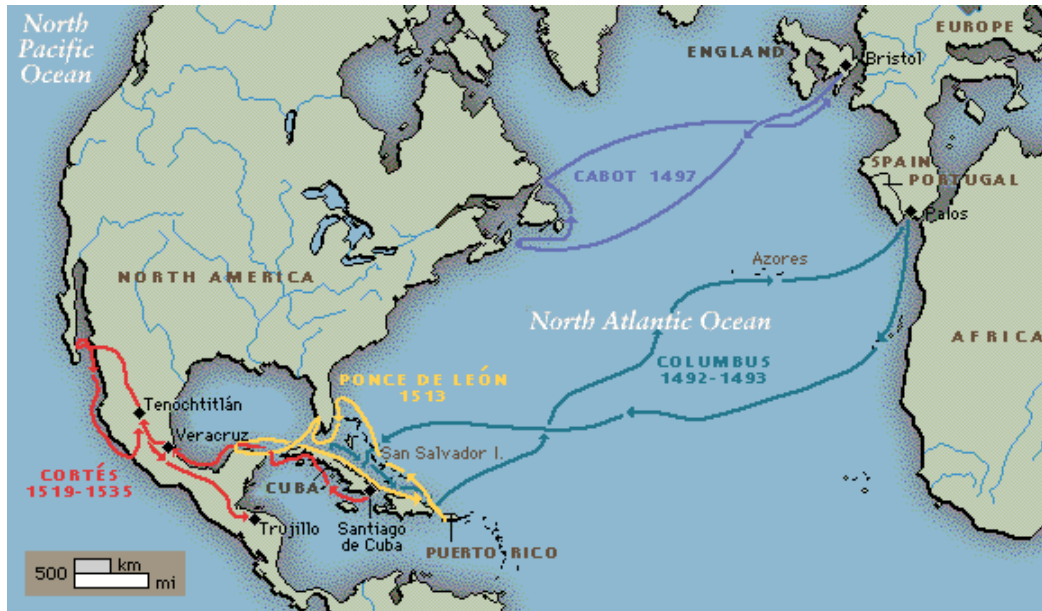 North
Pacific
Ocean
EUROPE
ENGLAND
Bristol
CABOT 1497
SPAIN
PORTUGAL
Palos
Azores
NORTH AMERICA
North Atlantic Ocean
AFRICA
COLUMBUS
1492-1493
PONCE DE LEÓN
1513
Tenochtitlán
Veracruz
San Salvador I.
CORTÉS
1519-1535
CUBA
Trujillo
Santiago
de Cuba
PUERTO RICO
500 km
mi